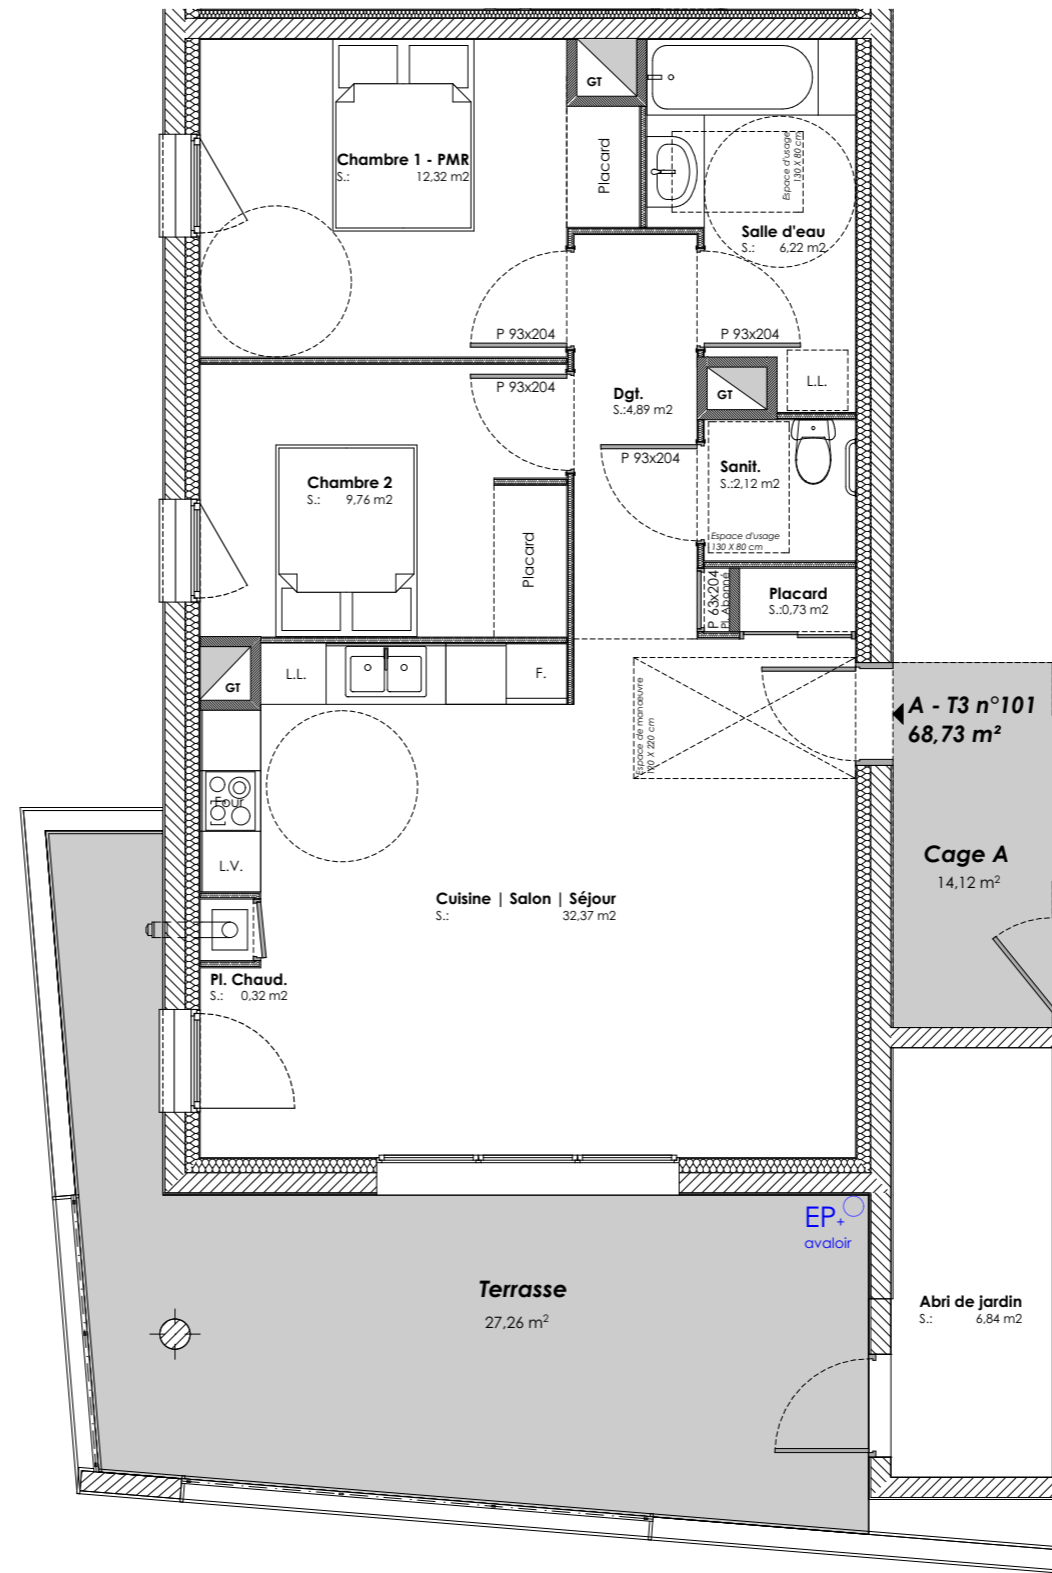 GT
Chambre 1 - PMR
S.: 12,32 m2
Placard
Espace d'usage
130 X 80 cm
Salle d'eau
S.: 6,22 m2
P 93x204
P 93x204
P 93x204
Dgt.
S.:4,89 m2
GT
L.L.
P 93x204
Sanit.
S.:2,12 m2
Chambre 2
S.: 9,76 m2
Placard
Espace d'usage
130 X 80 cm
P 63x204
Pl. Abonné
Placard
S.:0,73 m2
GT
L.L.
F.
Espace de manœuvre
120 X 220 cm
A - T3 n°101
68,73 m²
Four
L.V.
Cage A
14,12 m2
Cuisine | Salon | Séjour
S.: 32,37 m2
Pl. Chaud.
S.: 0,32 m2
EP+
avaloir
Terrasse
27,26 m2
Abri de jardin
S.: 6,84 m2